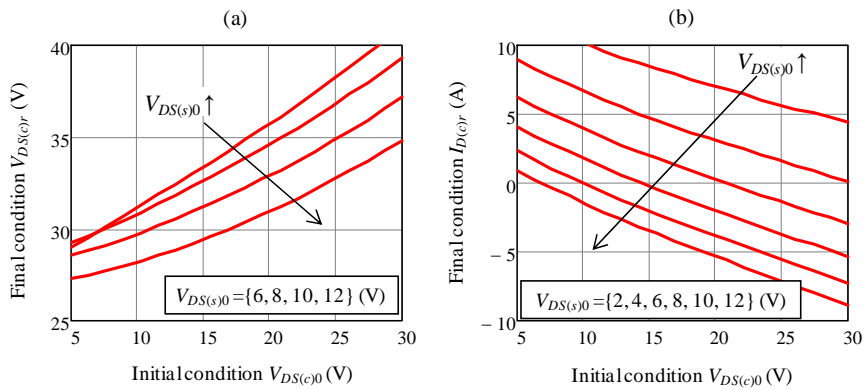 (a)
40
35
30
25
5
10
15
20
25
30
Final condition V_DS(c)r (V)
V_DS(s)0 ↑
V_DS(s)0 ={6, 8, 10, 12} (V)
Initial condition V_DS(c)0 (V)
(b)
10
5
0
− 5
− 10
5
10
15
20
25
30
Final condition I_D(c)r (A)
V_DS(s)0 ↑
V_DS(s)0 ={2, 4, 6, 8, 10, 12} (V)
Initial condition V_DS(c)0 (V)